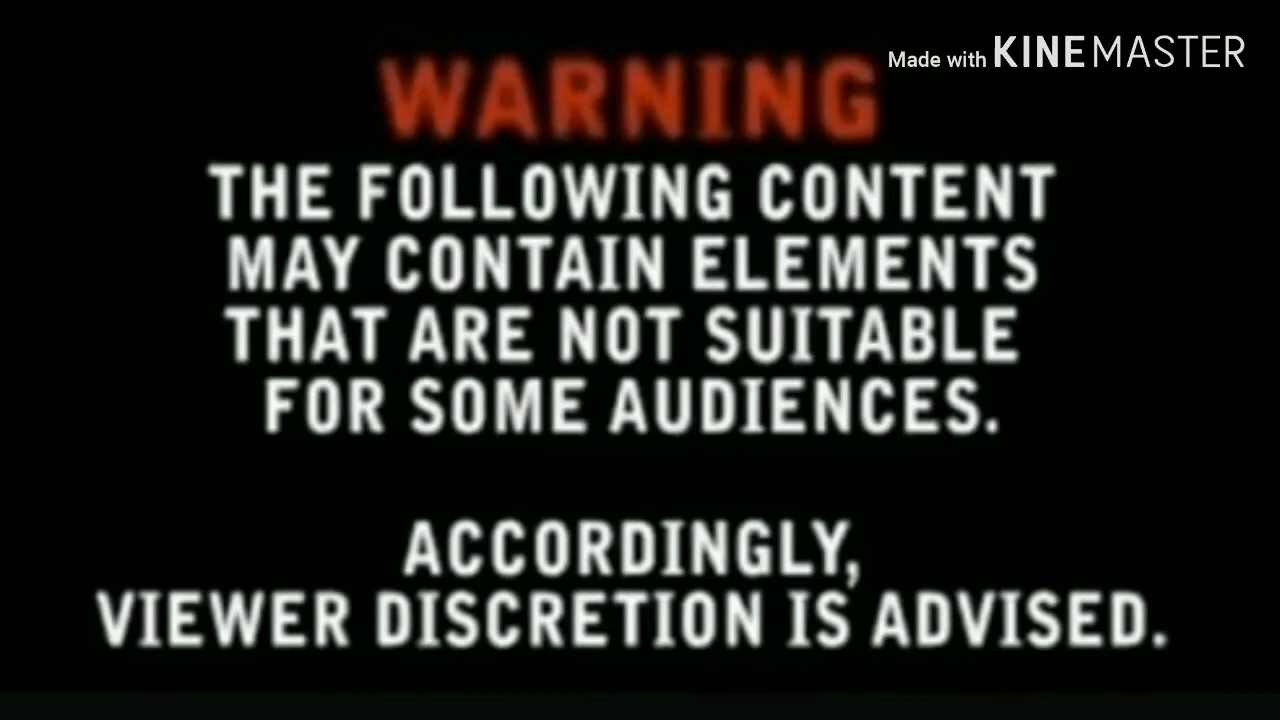 Made with KINEMASTER
WARNING
THE FOLLOWING CONTENT
MAY CONTAIN ELEMENTS
THAT ARE NOT SUITABLE
FOR SOME AUDIENCES.
ACCORDINGLY,
VIEWER DISCRETION IS ADVISED.